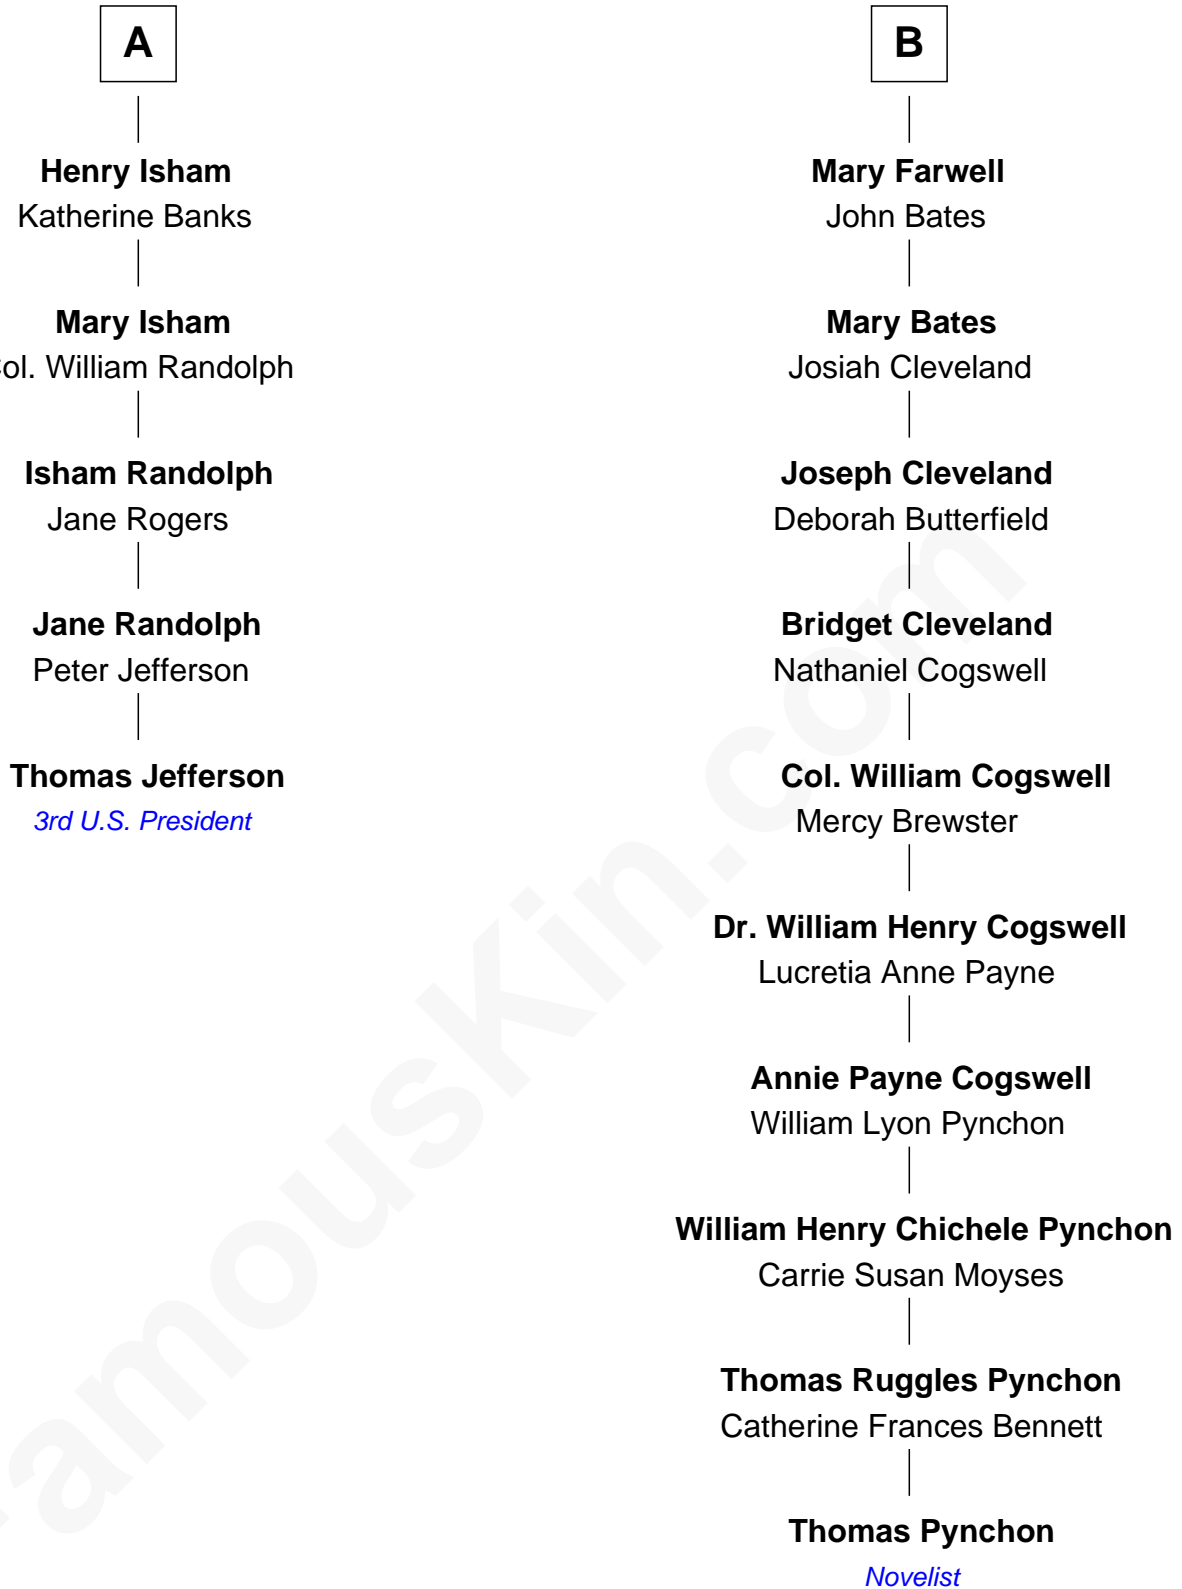 A
Henry Isham
Katherine Banks
Mary Isham
ol. William Randolph
Isham Randolph
Jane Rogers
Jane Randolph
Peter Jefferson
Thomas Jefferson
3rd U.S. President
B
Mary Farwell
John Bates
Mary Bates
Josiah Cleveland
Joseph Cleveland
Deborah Butterfield
Bridget Cleveland
Nathaniel Cogswell
Col. William Cogswell
Mercy Brewster
Dr. William Henry Cogswell
Lucretia Anne Payne
Annie Payne Cogswell
William Lyon Pynchon
William Henry Chichele Pynchon
Carrie Susan Moyses
Thomas Ruggles Pynchon
Catherine Frances Bennett
Thomas Pynchon
Novelist
amousKin.com